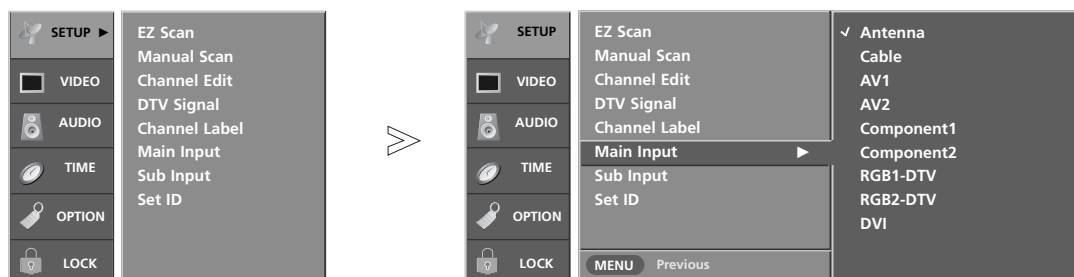 SETUP ►
VIDEO
AUDIO
TIME
OPTION
LOCK
EZ Scan
Manual Scan
Channel Edit
DTV Signal
Channel Label
Main Input
Sub Input
Set ID
SETUP
VIDEO
AUDIO
TIME
OPTION
LOCK
EZ Scan
Manual Scan
Channel Edit
DTV Signal
Channel Label
Main Input ►
Sub Input
Set ID
MENU Previous
✓ Antenna
Cable
AV1
AV2
Component1
Component2
RGB1-DTV
RGB2-DTV
DVI